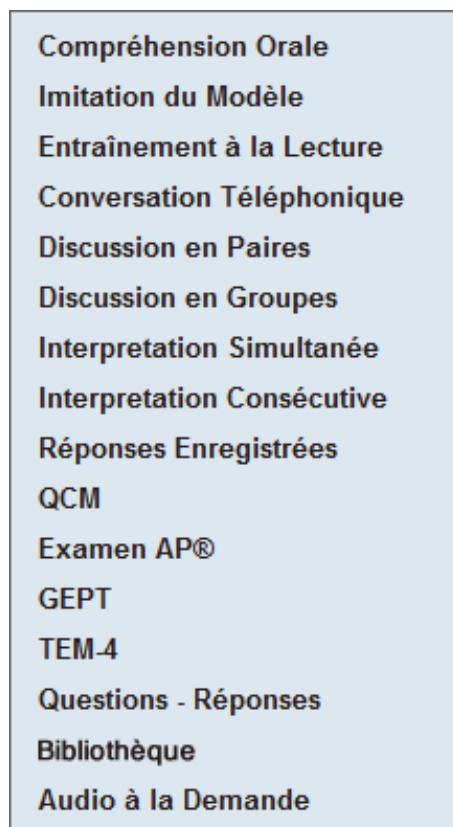 Compréhension Orale
Imitation du Modèle
Entraînement à la Lecture
Conversation Téléphonique
Discussion en Paires
Discussion en Groupes
Interpretation Simultanée
Interpretation Consécutive
Réponses Enregistrées
QCM
Examen AP®
GEPT
TEM-4
Questions - Réponses
Bibliothèque
Audio à la Demande